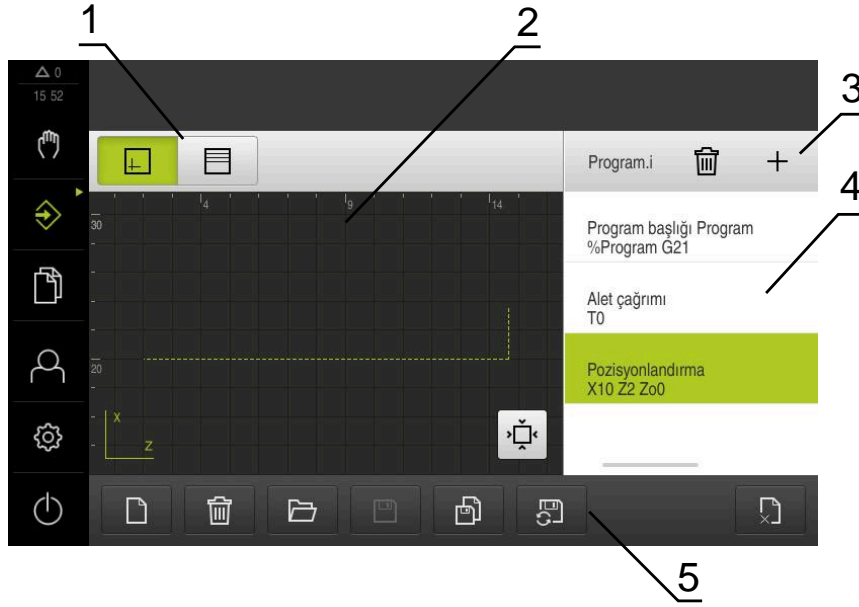 1
2
3
4
5
0
15 52
Program.i
4
9
14
30
20
X
Z
Program başlığı Program
%Program G21
Alet çağrımı
T0
Pozisyonlandırma
X10 Z2 Zo0